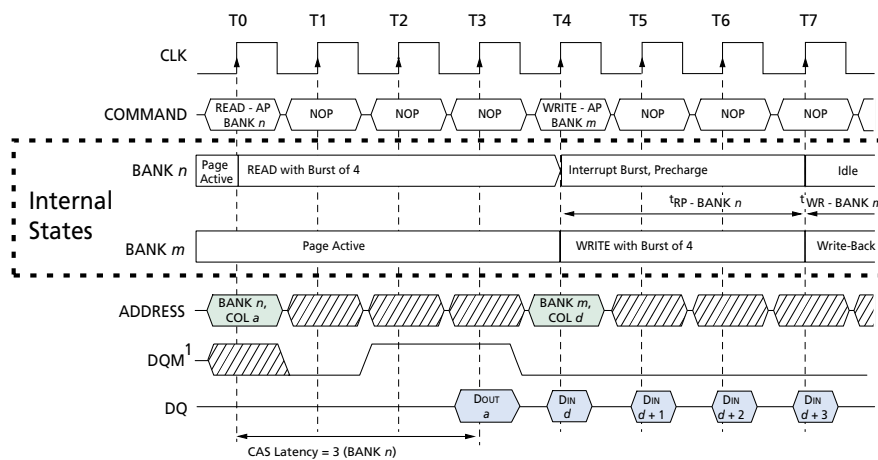 T0 T1 T2 T3 T4 T5 T6 T7
CLK
COMMAND
READ - AP
BANK n
NOP
NOP
NOP
WRITE - AP
BANK m
NOP
NOP
NOP
Internal
States
BANK n
Page
Active
READ with Burst of 4
Interrupt Burst, Precharge
Idle
tRP - BANK n
tWR - BANK m
BANK m
Page Active
WRITE with Burst of 4
Write-Back
ADDRESS
BANK n,
COL a
BANK m,
COL d
DQM1
DQ
DOUT
a
DIN
d
DIN
d + 1
DIN
d + 2
DIN
d + 3
CAS Latency = 3 (BANK n)